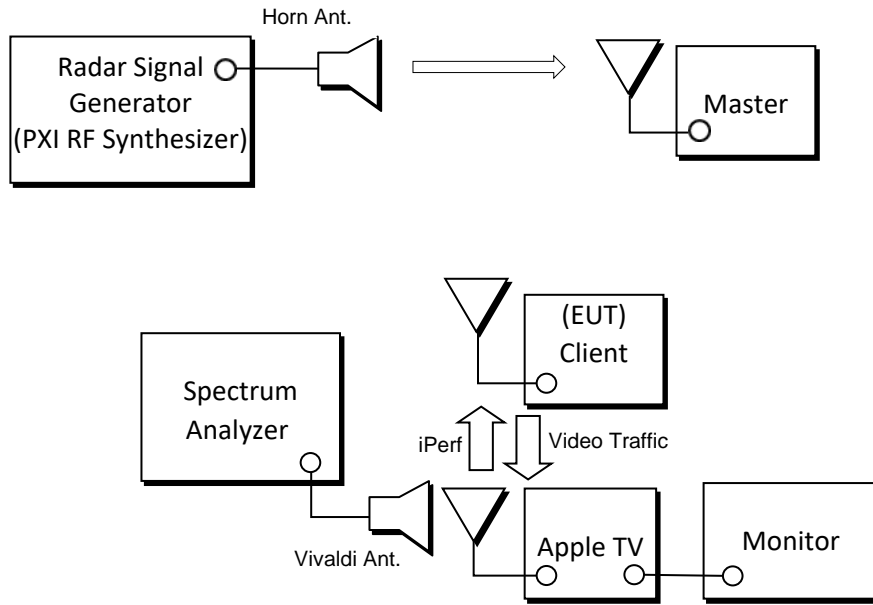 Horn Ant.
Radar Signal
Generator
(PXI RF Synthesizer)
Master
(EUT)
Client
Spectrum
Analyzer
iPerf
Video Traffic
Vivaldi Ant.
Apple TV
Monitor